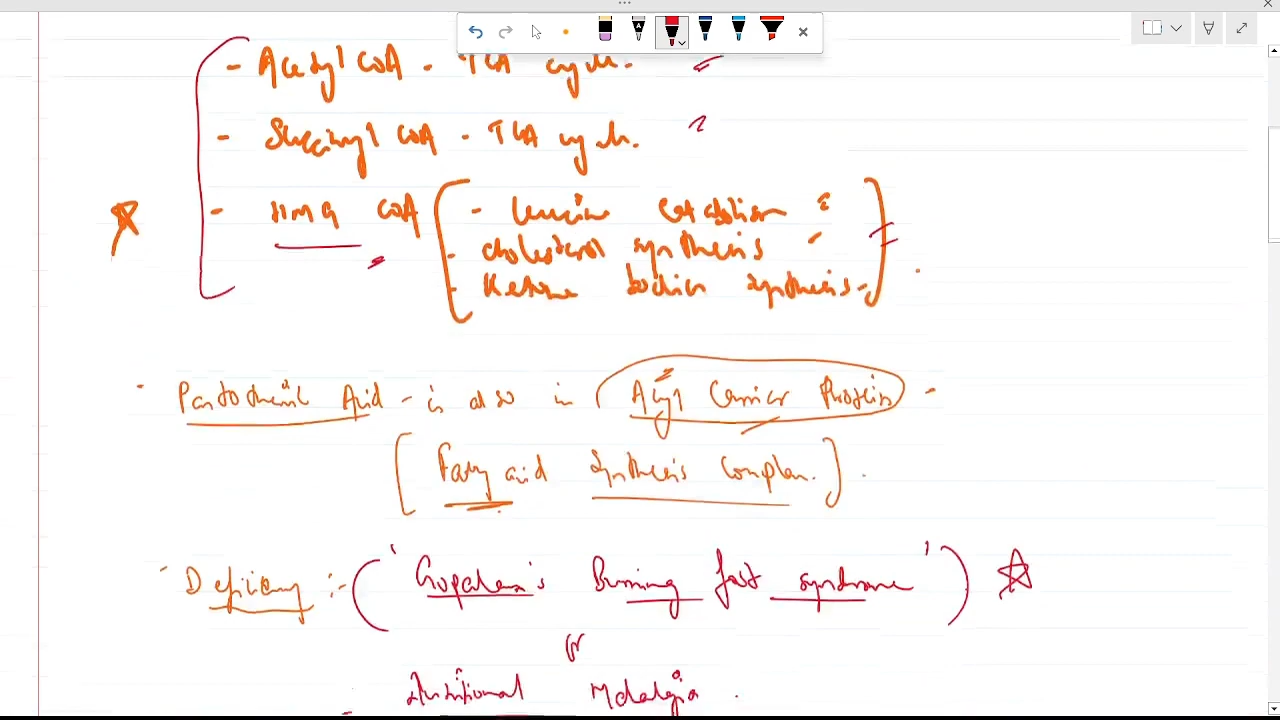 - Acetyl CoA - TCA cycle.
- Succinyl CoA - TCA cycle.
- HMG CoA [ - leucine catabolism
- cholesterol synthesis
- Ketone bodies synthesis ]
- Pantothenic Acid - is also in (Acyl Carrier Protein) -
[ Fatty acid Synthesis Complex. ]
- Deficiency :- ( 'Gopalan's Burning foot syndrome' )
or
Nutritional Melalgia.